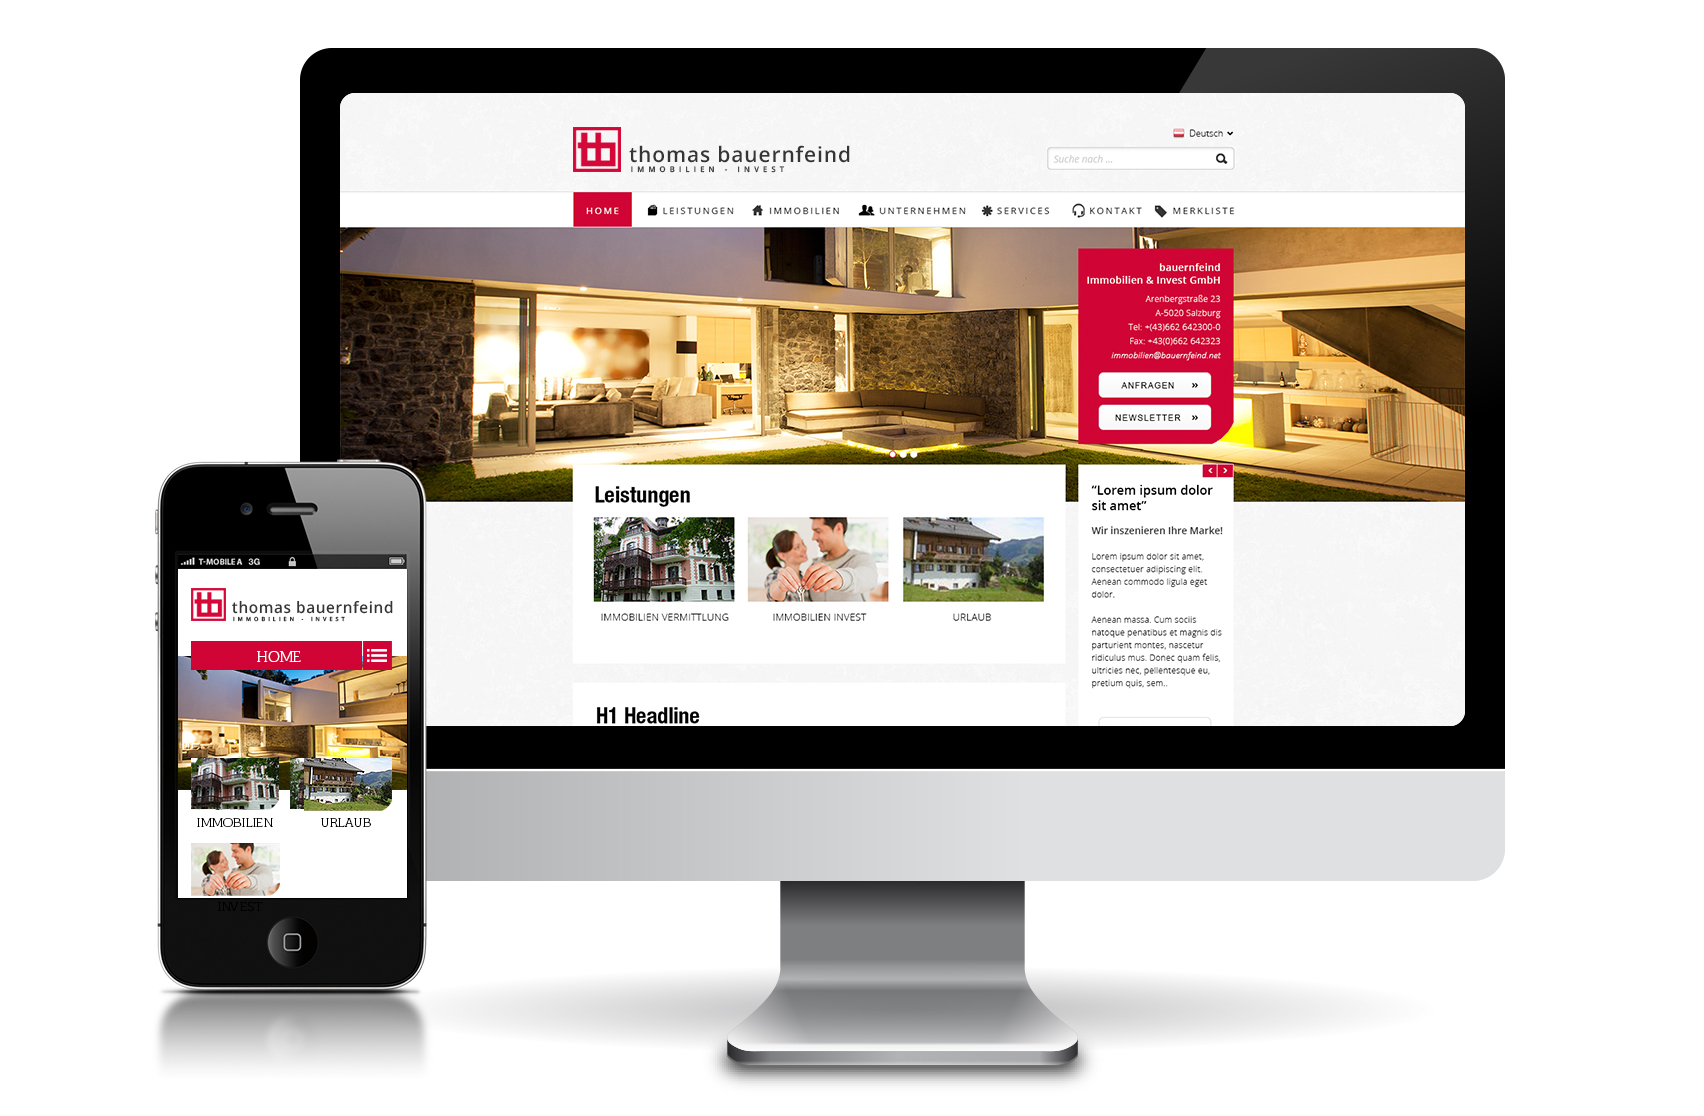 tb thomas bauernfeind
IMMOBILIEN - INVEST
Deutsch
Suche nach ...
HOME LEISTUNGEN IMMOBILIEN UNTERNEHMEN SERVICES KONTAKT MERKLISTE
bauernfeind
Immobilien & Invest GmbH
Arenbergstraße 23
A-5020 Salzburg
Tel: +(43)662 642300-0
Fax: +43(0)662 642323
immobilien@bauernfeind.net
ANFRAGEN »
NEWSLETTER »
Leistungen
IMMOBILIEN VERMITTLUNG IMMOBILIEN INVEST URLAUB
H1 Headline
“Lorem ipsum dolor
sit amet”
Wir inszenieren Ihre Marke!
Lorem ipsum dolor sit amet,
consectetuer adipiscing elit.
Aenean commodo ligula eget
dolor.
Aenean massa. Cum sociis
natoque penatibus et magnis dis
parturient montes, nascetur
ridiculus mus. Donec quam felis,
ultricies nec, pellentesque eu,
pretium quis, sem..
T-MOBILE A 3G
tb thomas bauernfeind
IMMOBILIEN - INVEST
HOME
IMMOBILIEN URLAUB
INVEST